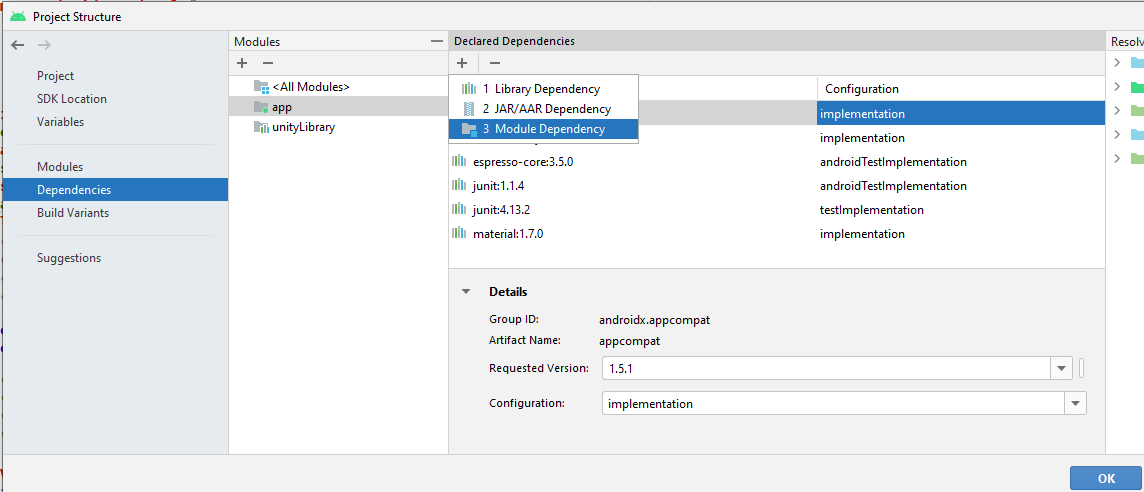 Project Structure
Project
SDK Location
Variables
Modules
Dependencies
Build Variants
Suggestions
Modules
<All Modules>
app
unityLibrary
Declared Dependencies
1 Library Dependency
2 JAR/AAR Dependency
3 Module Dependency
Configuration
implementation
implementation
espresso-core:3.5.0 androidTestImplementation
junit:1.1.4 androidTestImplementation
junit:4.13.2 testImplementation
material:1.7.0 implementation
Details
Group ID: androidx.appcompat
Artifact Name: appcompat
Requested Version: 1.5.1
Configuration: implementation
Resolv
OK